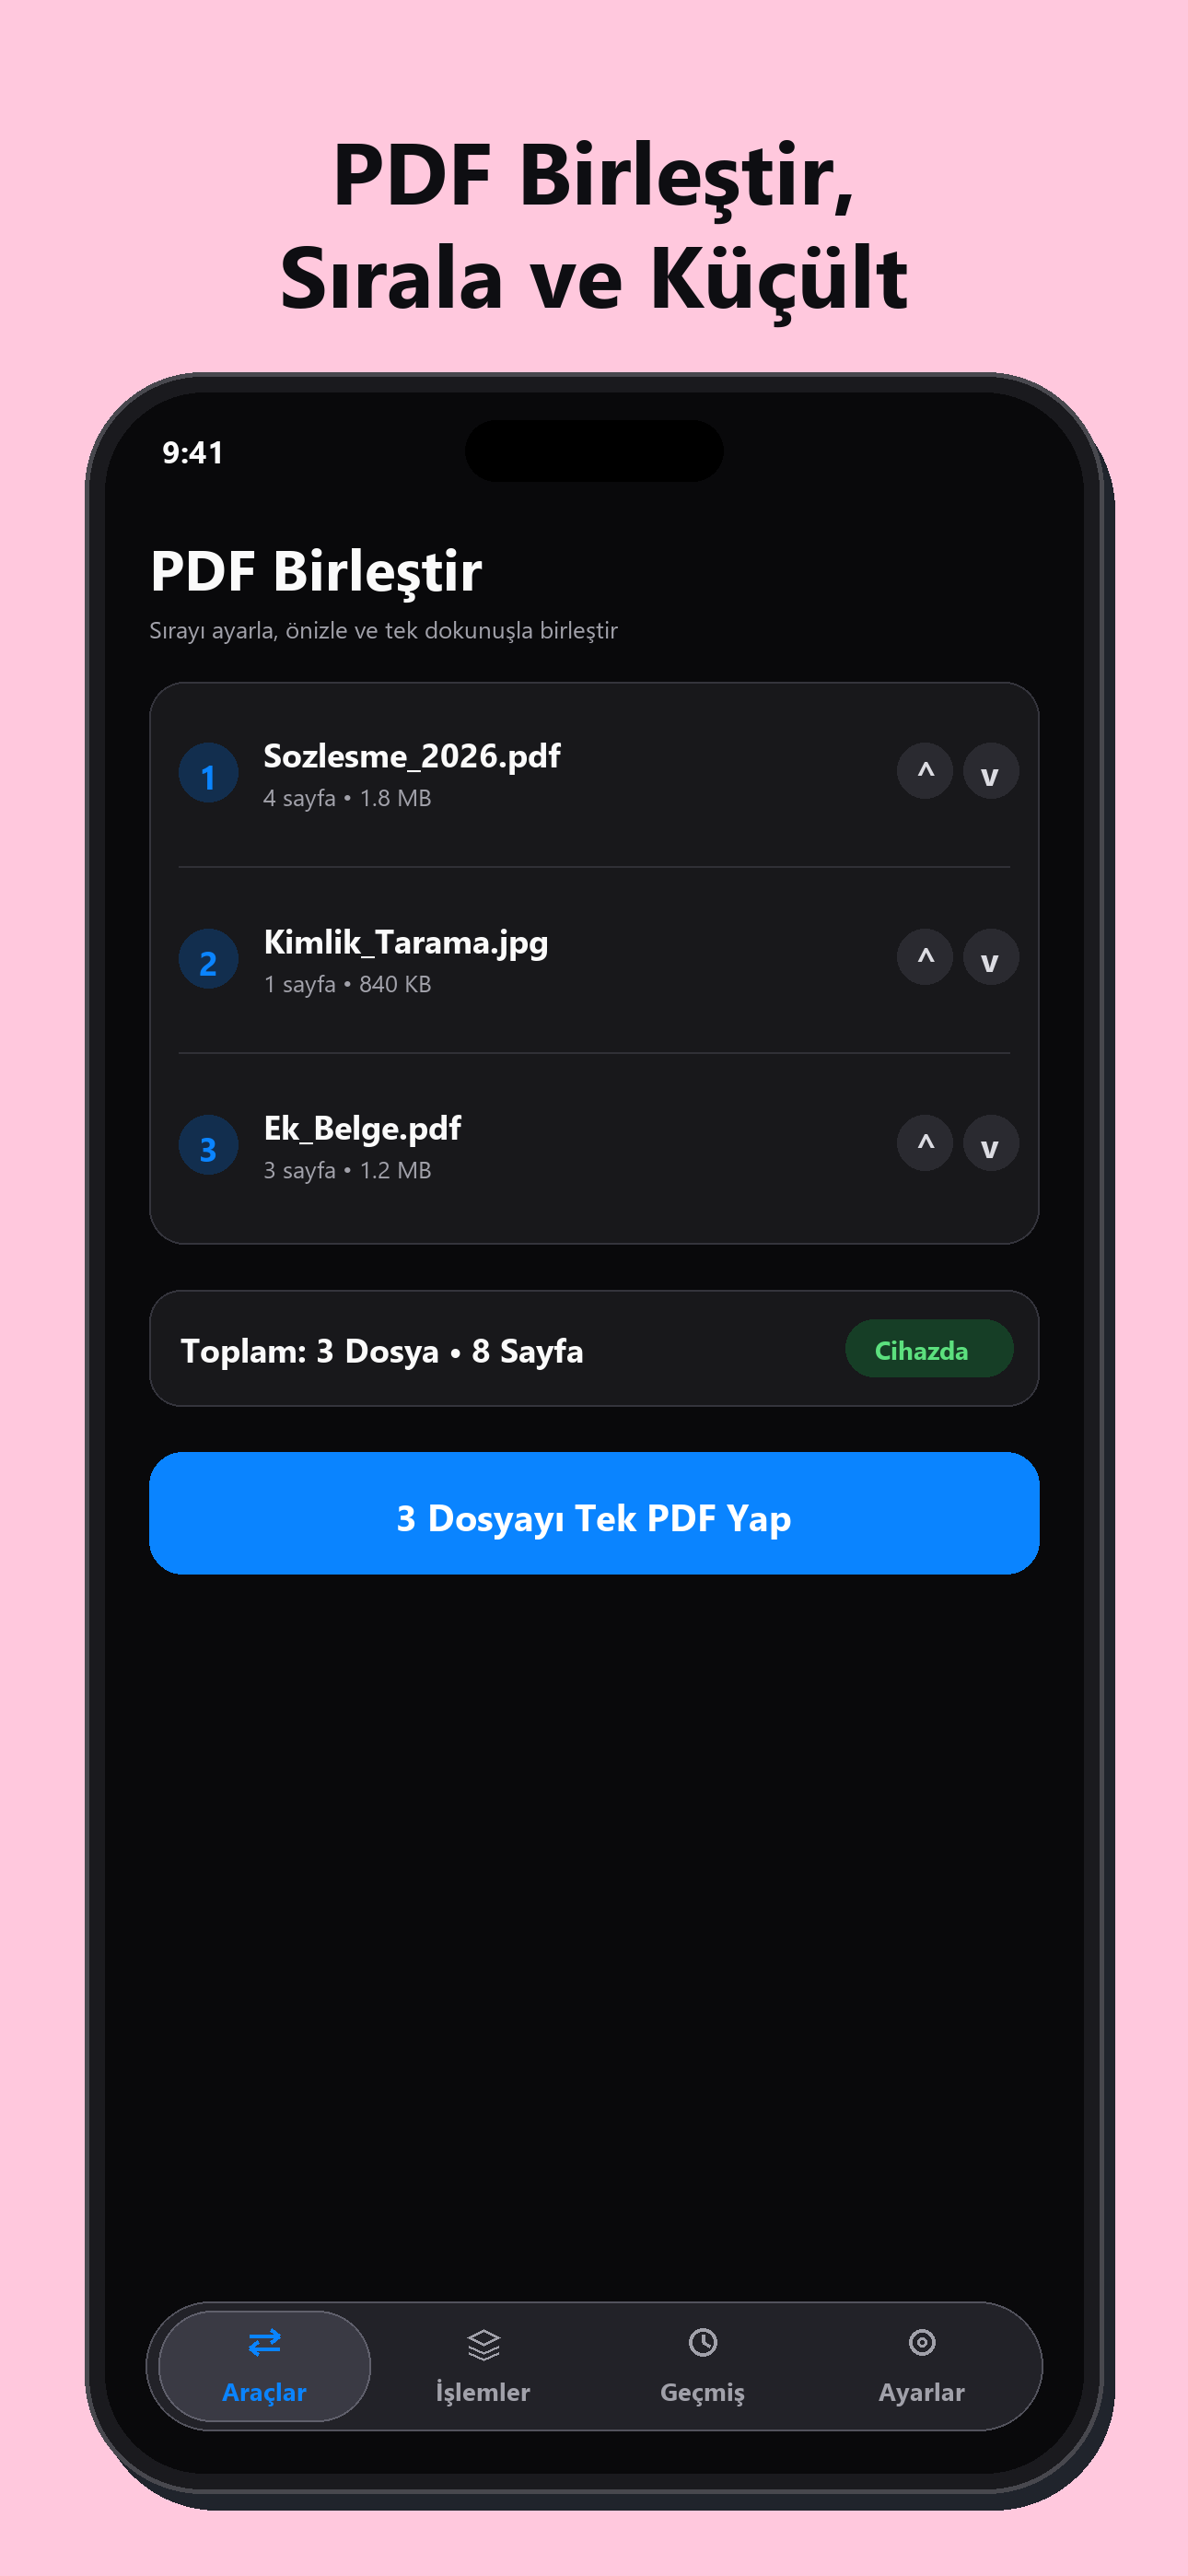 PDF Birleştir,
Sırala ve Küçült
9:41
PDF Birleştir
Sırayı ayarla, önizle ve tek dokunuşla birleştir
1
Sozlesme_2026.pdf
4 sayfa • 1.8 MB
^ v
2
Kimlik_Tarama.jpg
1 sayfa • 840 KB
^ v
3
Ek_Belge.pdf
3 sayfa • 1.2 MB
^ v
Toplam: 3 Dosya • 8 Sayfa
Cihazda
3 Dosyayı Tek PDF Yap
Araçlar
İşlemler
Geçmiş
Ayarlar